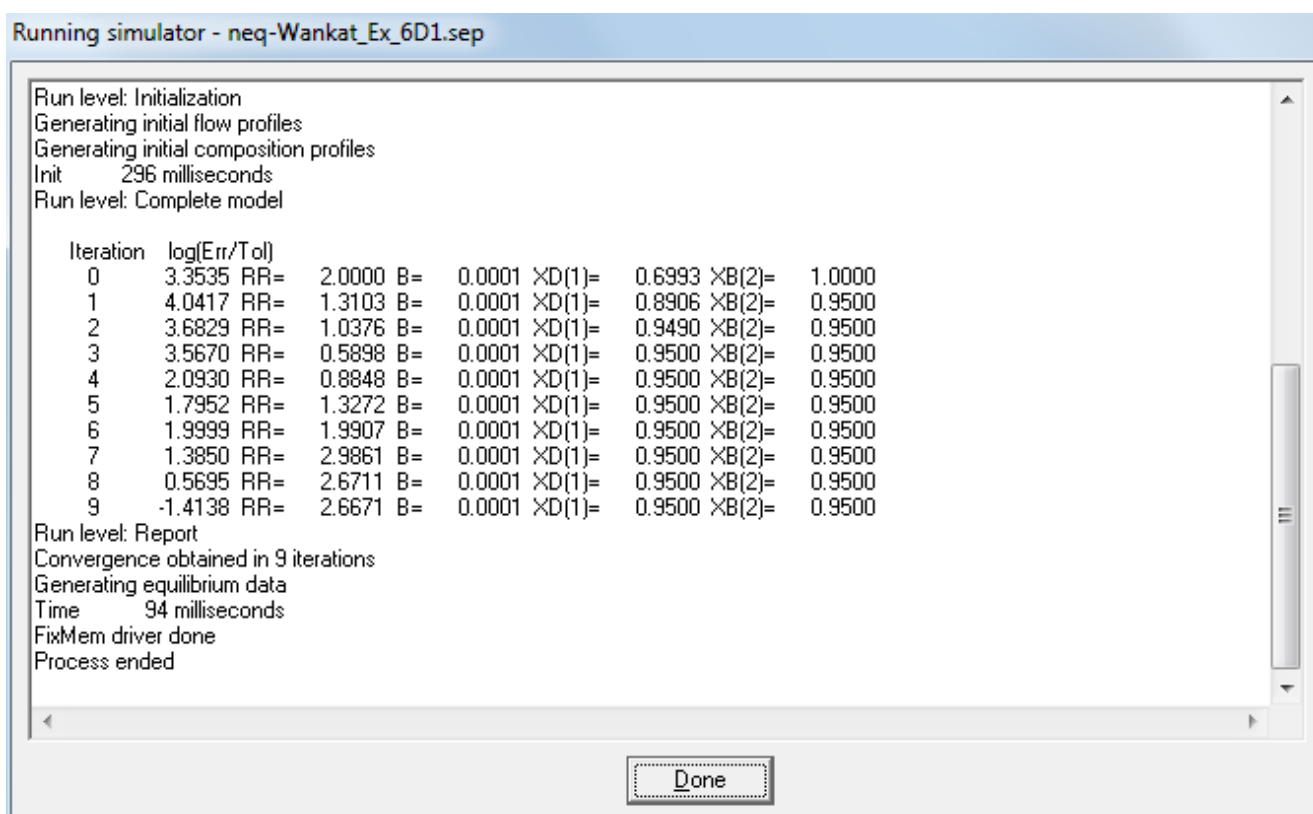 Running simulator - neq-Wankat_Ex_6D1.sep
Run level: Initialization
Generating initial flow profiles
Generating initial composition profiles
Init 296 milliseconds
Run level: Complete model
Iteration log(Err/Tol)
0 3.3535 RR= 2.0000 B= 0.0001 XD(1)= 0.6993 XB(2)= 1.0000
1 4.0417 RR= 1.3103 B= 0.0001 XD(1)= 0.8906 XB(2)= 0.9500
2 3.6829 RR= 1.0376 B= 0.0001 XD(1)= 0.9490 XB(2)= 0.9500
3 3.5670 RR= 0.5898 B= 0.0001 XD(1)= 0.9500 XB(2)= 0.9500
4 2.0930 RR= 0.8848 B= 0.0001 XD(1)= 0.9500 XB(2)= 0.9500
5 1.7952 RR= 1.3272 B= 0.0001 XD(1)= 0.9500 XB(2)= 0.9500
6 1.9999 RR= 1.9907 B= 0.0001 XD(1)= 0.9500 XB(2)= 0.9500
7 1.3850 RR= 2.9861 B= 0.0001 XD(1)= 0.9500 XB(2)= 0.9500
8 0.5695 RR= 2.6711 B= 0.0001 XD(1)= 0.9500 XB(2)= 0.9500
9 -1.4138 RR= 2.6671 B= 0.0001 XD(1)= 0.9500 XB(2)= 0.9500
Run level: Report
Convergence obtained in 9 iterations
Generating equilibrium data
Time 94 milliseconds
FixMem driver done
Process ended
Done